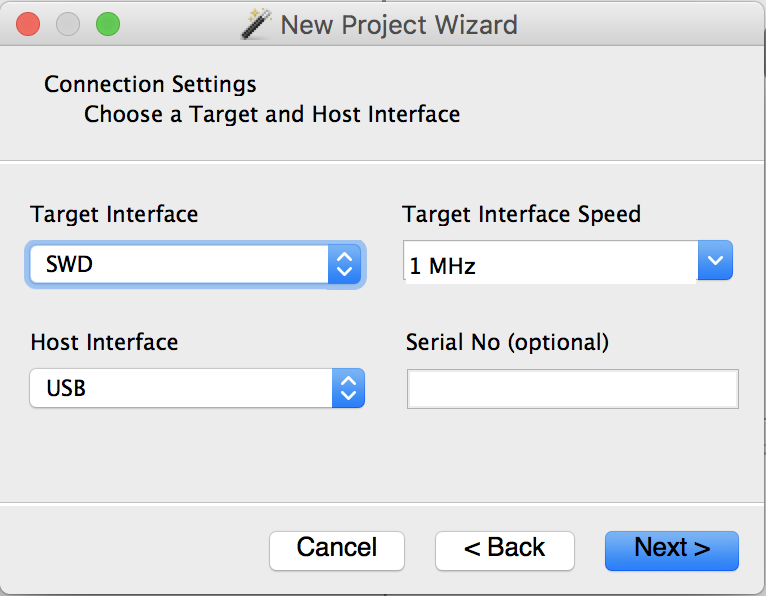 New Project Wizard
Connection Settings
Choose a Target and Host Interface
Target Interface
Target Interface Speed
SWD
1 MHz
Host Interface
Serial No (optional)
USB
Cancel
< Back
Next >